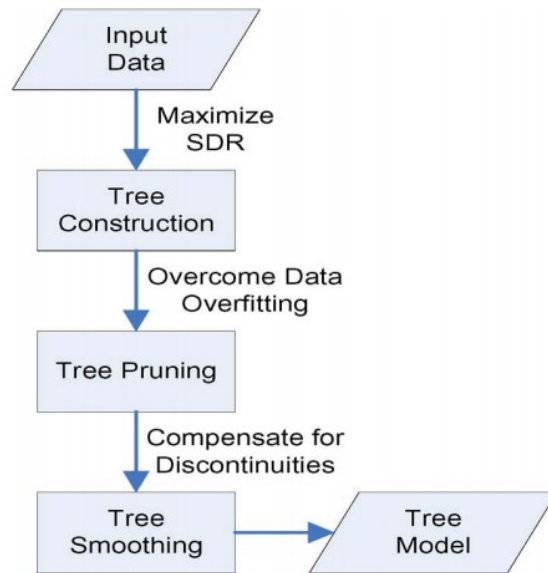 Input
Data
Maximize
SDR
Tree
Construction
Overcome Data
Overfitting
Tree Pruning
Compensate for
Discontinuities
Tree
Smoothing
Tree
Model